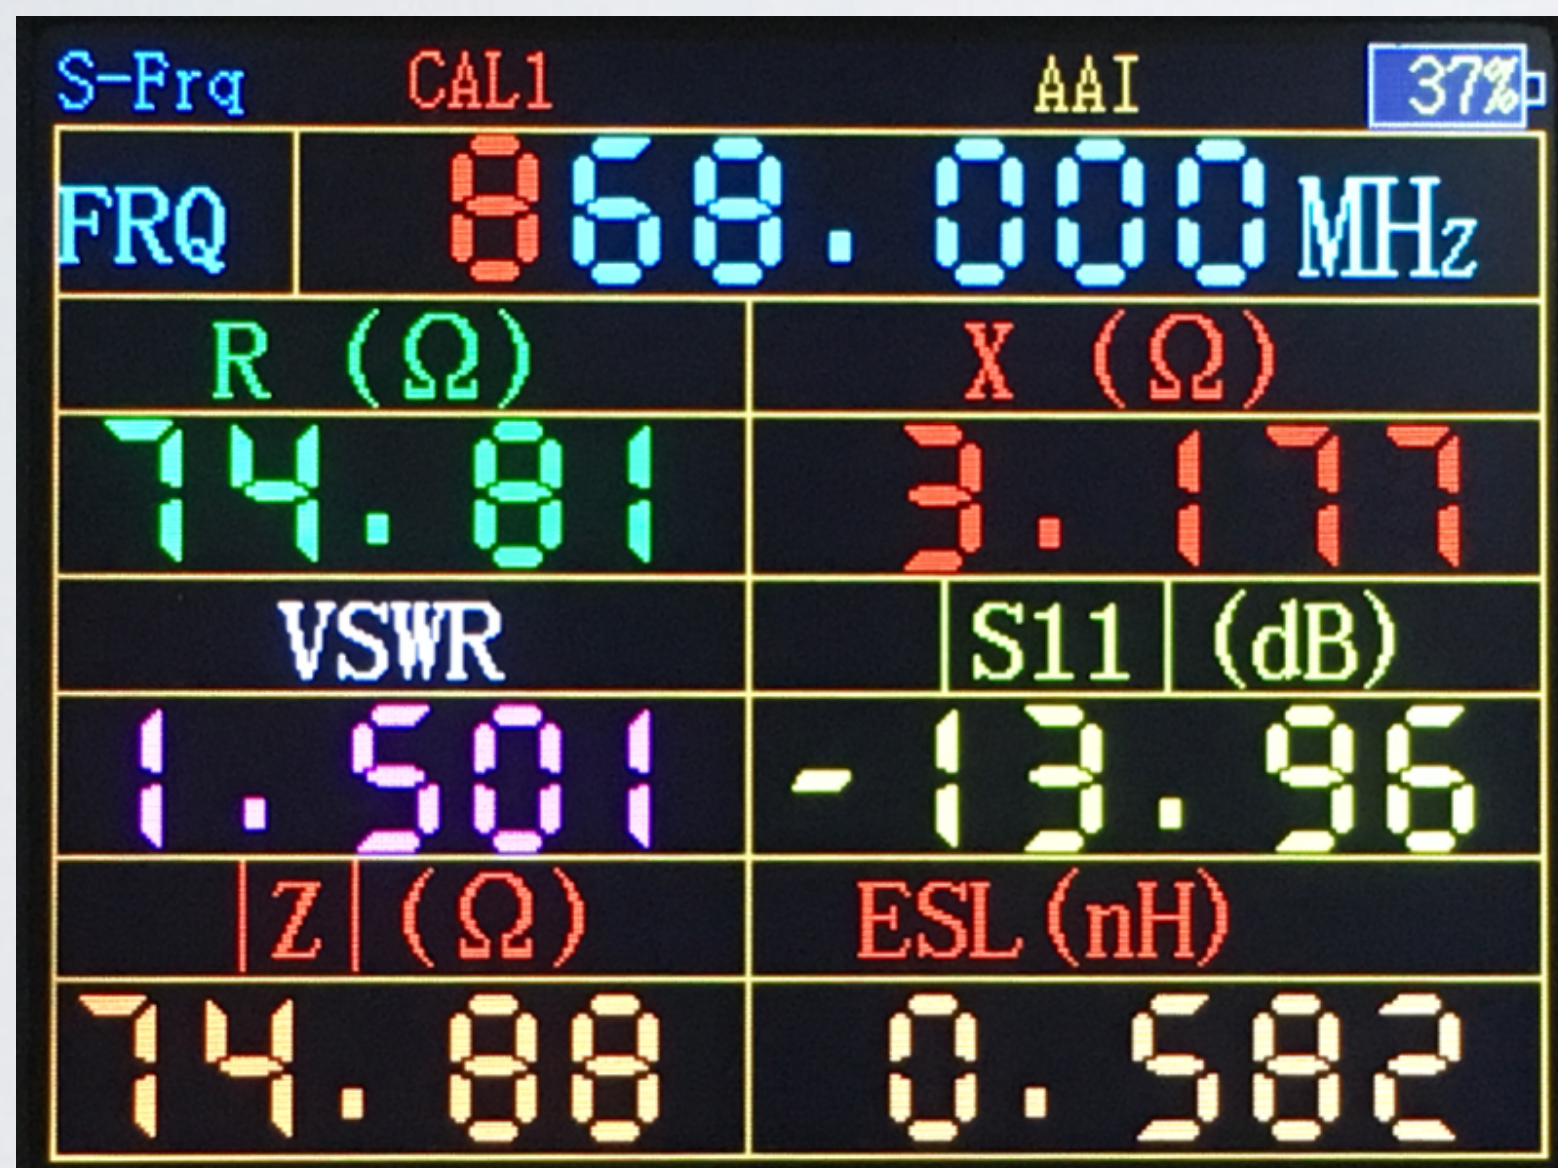 S-Frq CAL1 AAI 37%
FRQ 868.000 MHz
R (Ω) X (Ω)
74.81 3.177
VSWR |S11| (dB)
1.501 -13.96
|Z| (Ω) ESL(nH)
74.88 0.582